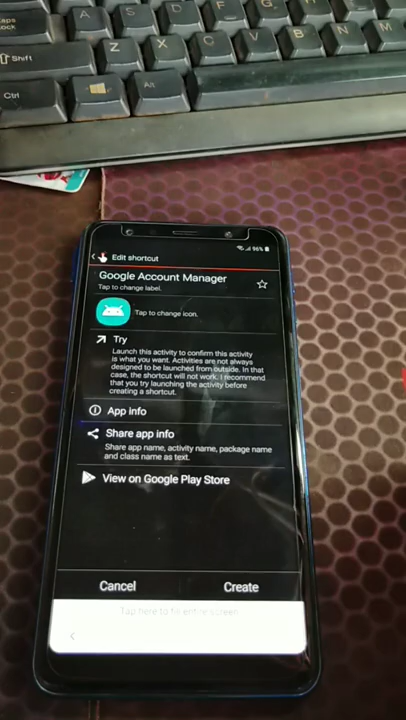 Caps
Lock
A
S
D
F
G
H
J
K
Shift
Z
X
C
V
B
N
M
Ctrl
Alt
96%
Edit shortcut
Google Account Manager
Tap to change label.
Tap to change icon.
Try
Launch this activity to confirm this activity
is what you want. Activities are not always
designed to be launched from outside. In that
case, the shortcut will not work. I recommend
that you try launching the activity before
creating a shortcut.
App info
Share app info
Share app name, activity name, package name
and class name as text.
View on Google Play Store
Cancel
Create
Tap here to fill entire screen